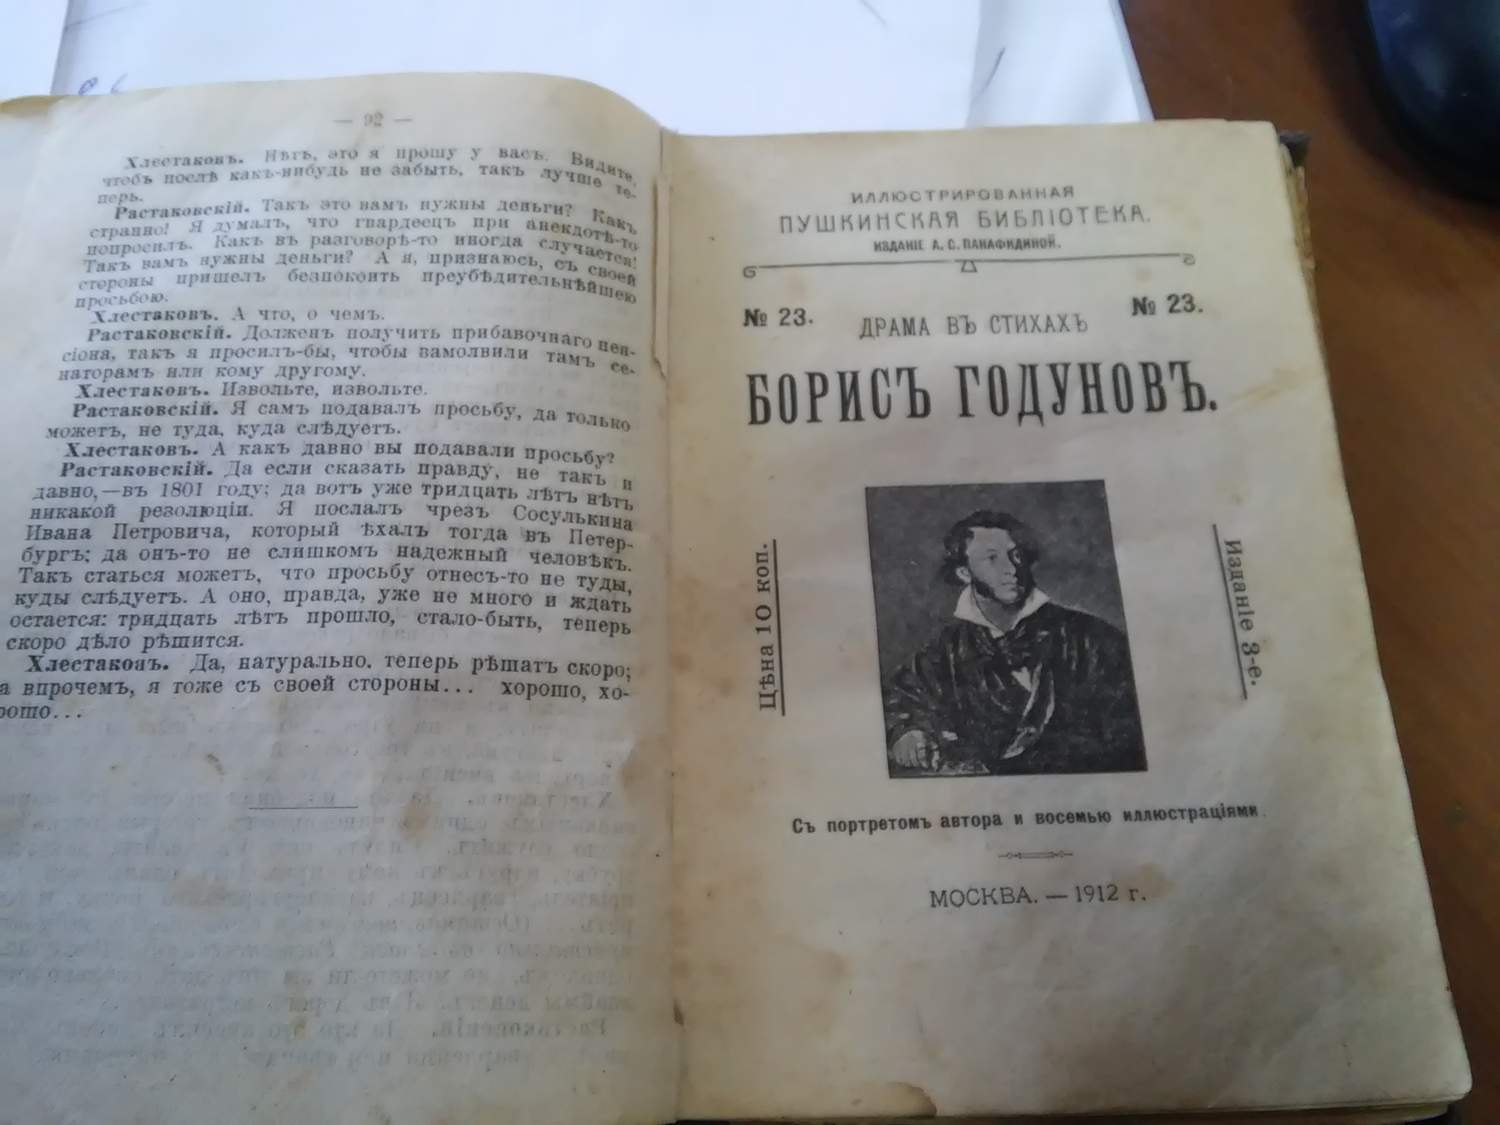 — 92 —
Хлестаковъ. Нѣтъ, это я прошу у васъ. Видите,
чтобъ послѣ какъ-нибудь не забыть, такъ лучше те-
перь.
Растаковскій. Такъ это вамъ нужны деньги? Какъ
странно! Я думалъ, что гвардеецъ при анекдотѣ-то
попросилъ. Какъ въ разговорѣ-то иногда случается!
Такъ вамъ нужны деньги? А я, признаюсь, съ своей
стороны пришелъ безпокоить преубѣдительнѣйшею
просьбою.
Хлестаковъ. А что, о чемъ.
Растаковскій. Долженъ получить прибавочнаго пен-
сіона, такъ я просилъ-бы, чтобы замолвили тамъ се-
наторамъ или кому другому.
Хлестаковъ. Извольте, извольте.
Растаковскій. Я самъ подавалъ просьбу, да только
можетъ, не туда, куда слѣдуетъ.
Хлестаковъ. А какъ давно вы подавали просьбу?
Растаковскій. Да если сказать правду, не такъ и
давно,—въ 1801 году; да вотъ уже тридцать лѣтъ нѣтъ
никакой резолюціи. Я послалъ чрезъ Сосулькина
Ивана Петровича, который ѣхалъ тогда въ Петер-
бургъ; да онъ-то не слишкомъ надежный человѣкъ.
Такъ статься можетъ, что просьбу отнесъ-то не туды,
куды слѣдуетъ. А оно, правда, уже не много и ждать
остается: тридцать лѣтъ прошло, стало-быть, теперь
скоро дѣло рѣшится.
Хлестаковъ. Да, натурально. теперь рѣшатъ скоро;
а впрочемъ, я тоже съ своей стороны... хорошо, хо-
рошо...
ИЛЛЮСТРИРОВАННАЯ
ПУШКИНСКАЯ БИБЛІОТЕКА.
ИЗДАНІЕ А. С. ПАНАФИДИНОЙ.
№ 23. № 23.
ДРАМА ВЪ СТИХАХЪ
БОРИСЪ ГОДУНОВЪ.
Цѣна 10 коп.
Изданіе 3-е.
Съ портретомъ автора и восемью иллюстраціями.
МОСКВА. — 1912 г.